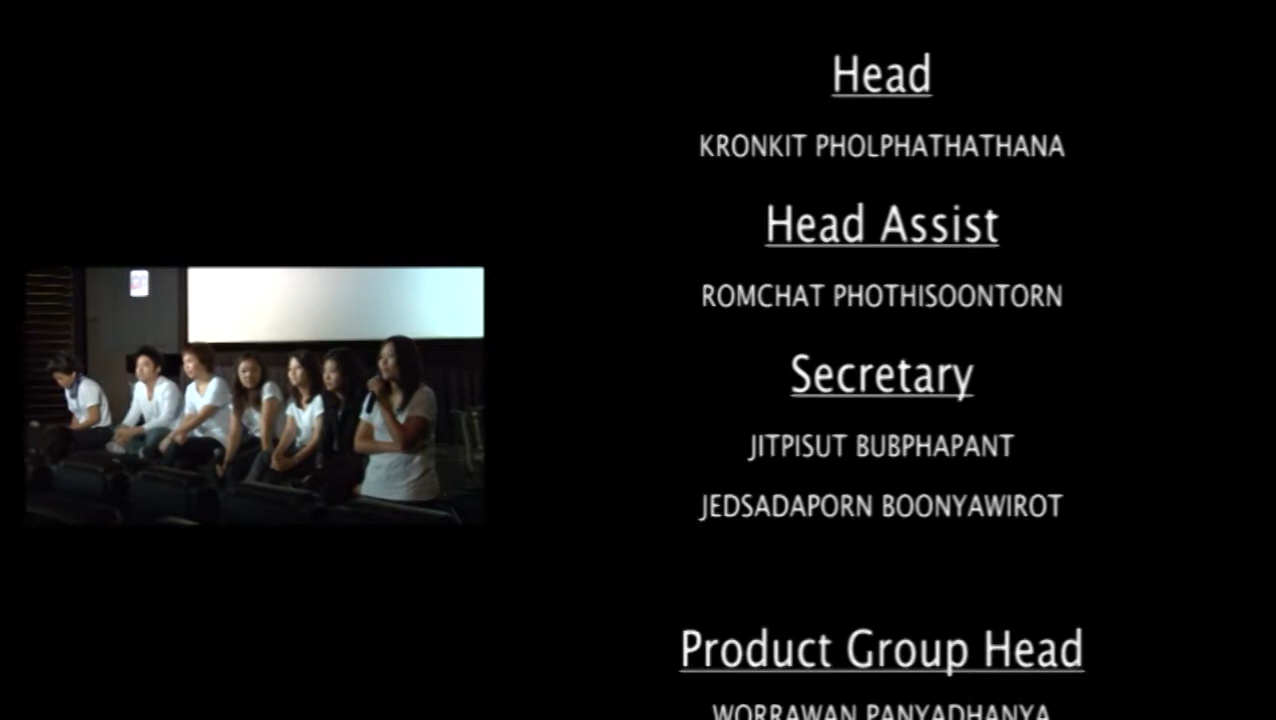 Head
KRONKIT PHOLPHATHATHANA
Head Assist
ROMCHAT PHOTHISOONTORN
Secretary
JITPISUT BUBPHAPANT
JEDSADAPORN BOONYAWIROT
Product Group Head
WORRAWAN PANYADHANYA